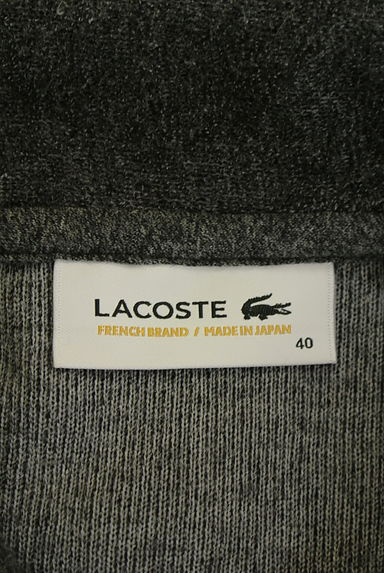 LACOSTE
FRENCH BRAND / MADE IN JAPAN
40